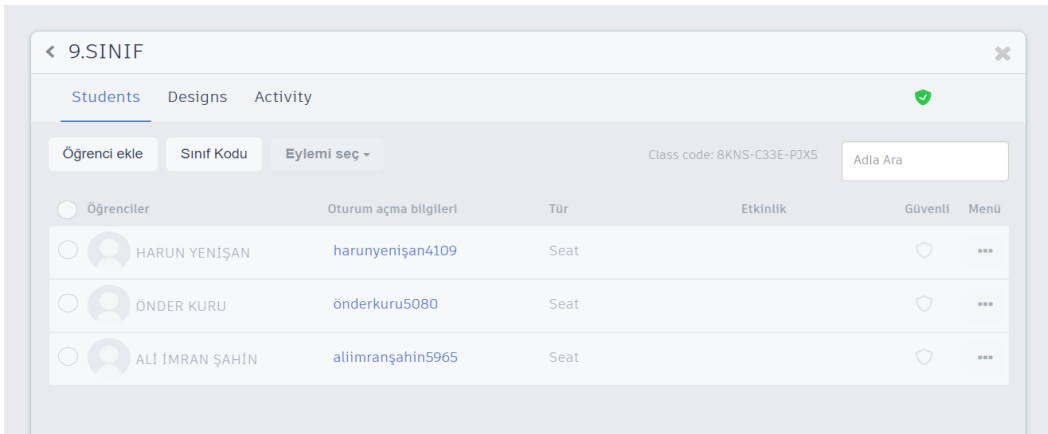 9.SINIF
Students Designs Activity
Öğrenci ekle Sınıf Kodu Eylemi seç Class code: 8KNS-C33E-PJX5 Adla Ara
Öğrenciler Oturum açma bilgileri Tür Etkinlik Güvenli Menü
HARUN YENİŞAN harunyenişan4109 Seat
ÖNDER KURU önderkuru5080 Seat
ALİ İMRAN ŞAHİN aliimranşahin5965 Seat